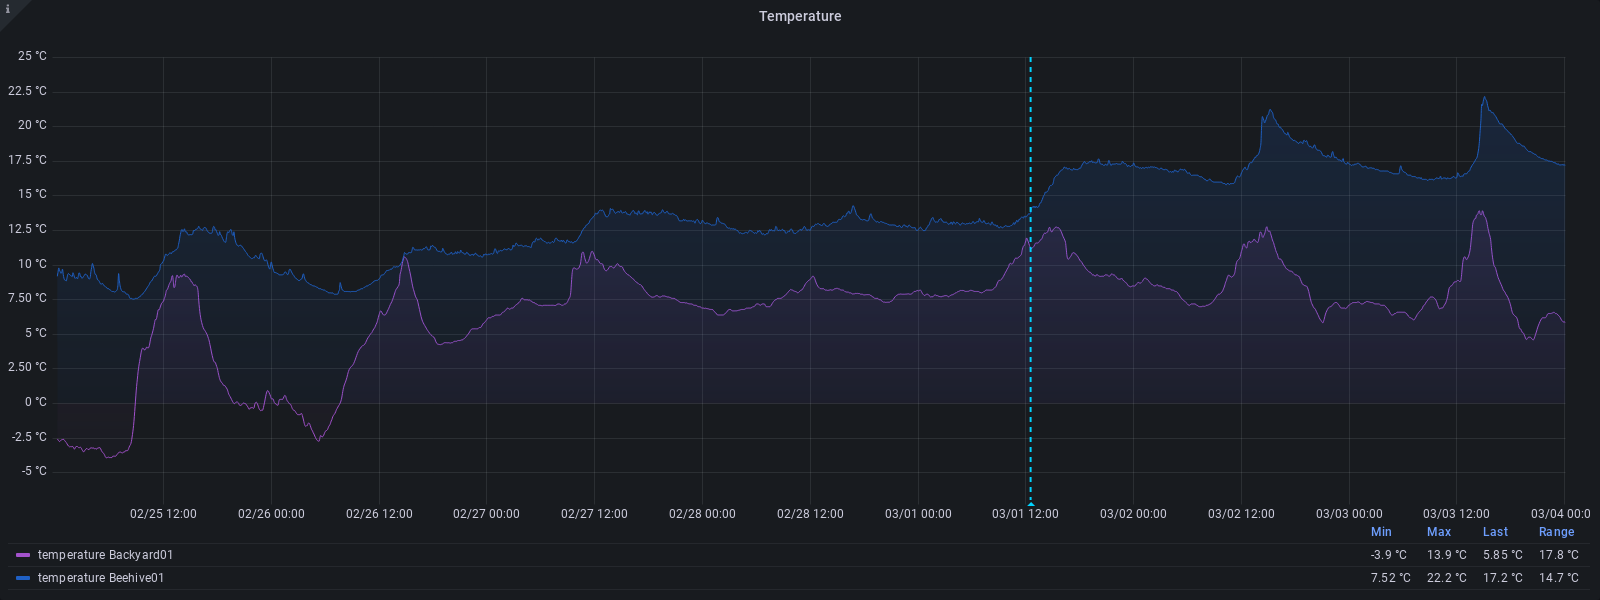 i
Temperature
25 °C
22.5 °C
20 °C
17.5 °C
15 °C
12.5 °C
10 °C
7.50 °C
5 °C
2.50 °C
0 °C
-2.5 °C
-5 °C
02/25 12:00 02/26 00:00 02/26 12:00 02/27 00:00 02/27 12:00 02/28 00:00 02/28 12:00 03/01 00:00 03/01 12:00 03/02 00:00 03/02 12:00 03/03 00:00 03/03 12:00 03/04 00:0
Min Max Last Range
temperature Backyard01 -3.9 °C 13.9 °C 5.85 °C 17.8 °C
temperature Beehive01 7.52 °C 22.2 °C 17.2 °C 14.7 °C